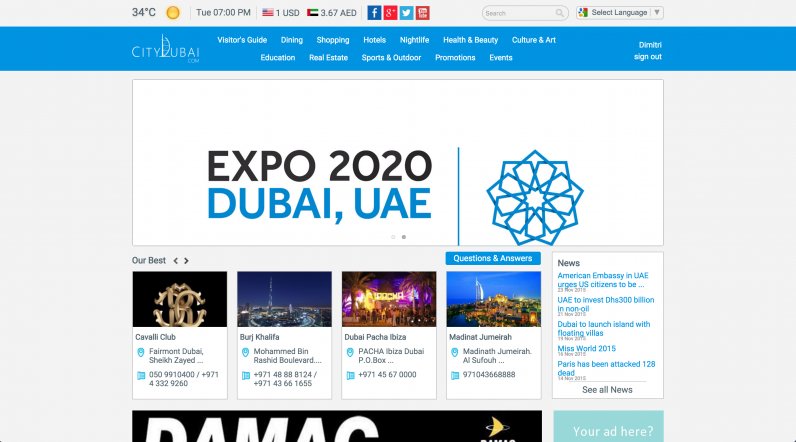 34°C
Tue 07:00 PM
1 USD
3.67 AED
Search
Select Language
CITYDUBAI
.COM
Visitor's Guide
Dining
Shopping
Hotels
Nightlife
Health & Beauty
Culture & Art
Education
Real Estate
Sports & Outdoor
Promotions
Events
Dimitri
sign out
EXPO 2020
DUBAI, UAE
Our Best
Questions & Answers
Cavalli Club
Fairmont Dubai,
Sheikh Zayed ...
050 9910400 / +971
4 332 9260
Burj Khalifa
Mohammed Bin
Rashid Boulevard....
+971 48 88 8124 /
+971 43 66 1655
Dubai Pacha Ibiza
PACHA Ibiza Dubai
P.O.Box ...
+971 45 67 0000
Madinat Jumeirah
Madinath Jumeirah.
Al Sufouh ...
971043668888
News
American Embassy in UAE
urges US citizens to be ...
23 Nov 2015
UAE to invest Dhs300 billion
in non-oil
21 Nov 2015
Dubai to launch island with
floating villas
19 Nov 2015
Miss World 2015
16 Nov 2015
Paris has been attacked 128
dead
14 Nov 2015
See all News
DAMAC
DAMAC
Your ad here?